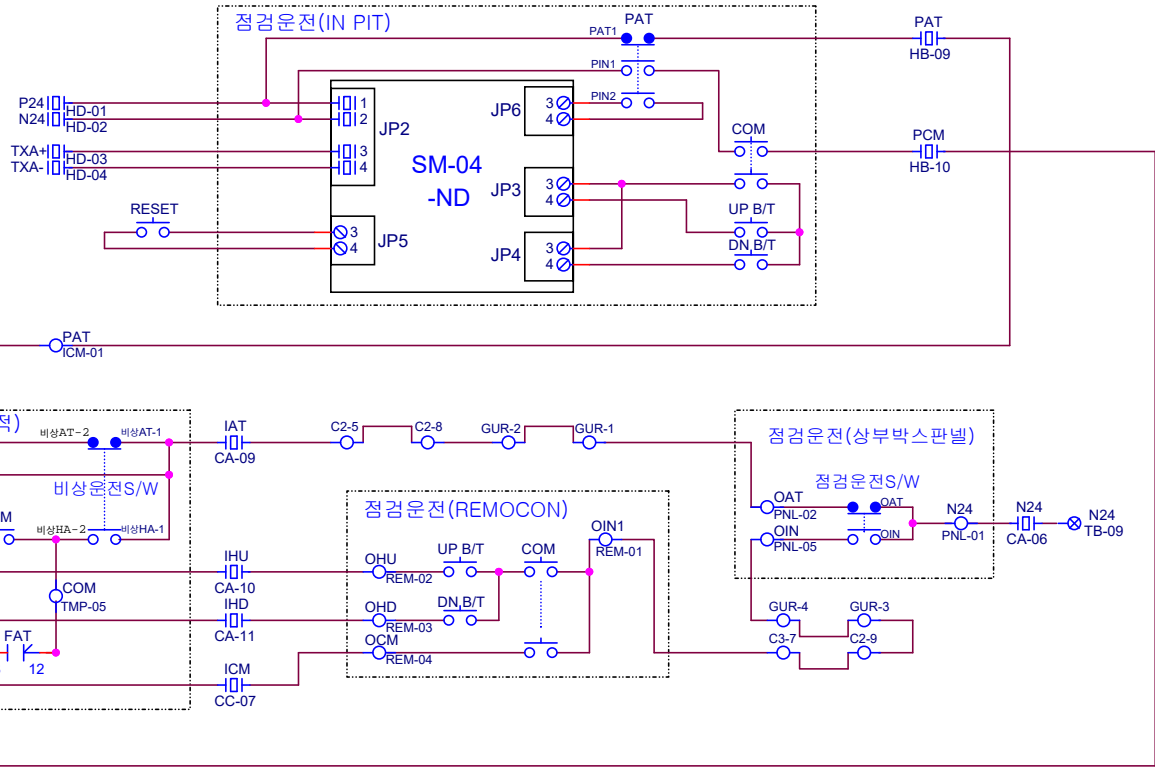 점검운전(IN PIT)
PAT
PAT1
PAT
HB-09
PIN1
PIN2
P24
HD-01
N24
HD-02
TXA+
HD-03
TXA-
HD-04
1
2
3
4
JP2
SM-04
-ND
JP6
3
4
JP3
3
4
JP4
3
4
COM
PCM
HB-10
UP B/T
DN,B/T
RESET
3
4
JP5
PAT
ICM-01
적)
비상AT-2
비상AT-1
비상운전S/W
M
비상HA-2
비상HA-1
COM
TMP-05
FAT
12
IAT
CA-09
C2-5
C2-8
GUR-2
GUR-1
IHU
CA-10
IHD
CA-11
ICM
CC-07
점검운전(REMOCON)
OIN1
REM-01
OHU
REM-02
UP B/T
COM
OHD
REM-03
DN,B/T
OCM
REM-04
점검운전(상부박스판넬)
점검운전S/W
OAT
PNL-02
OAT
OIN
PNL-05
OIN
N24
PNL-01
N24
CA-06
N24
TB-09
GUR-4
GUR-3
C3-7
C2-9